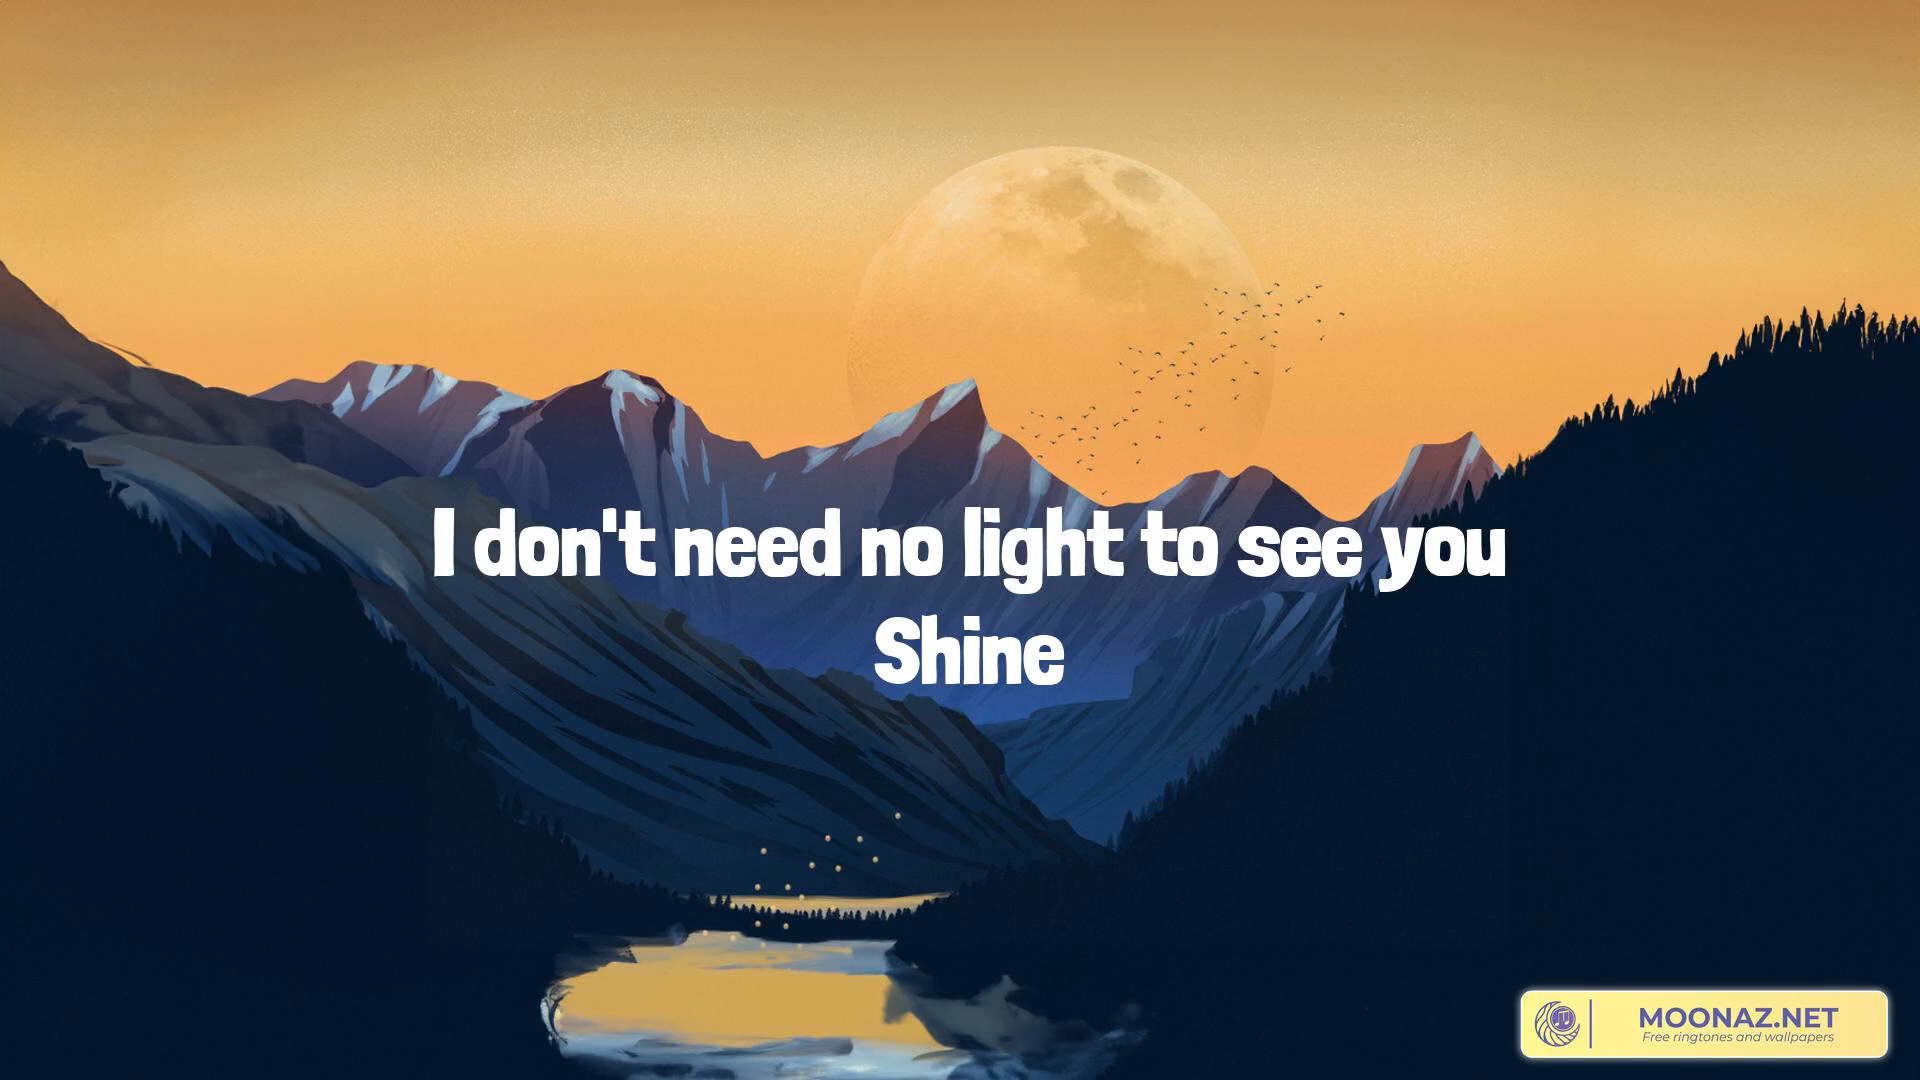 I don't need no light to see you
Shine
MOONAZ.NET
Free ringtones and wallpapers